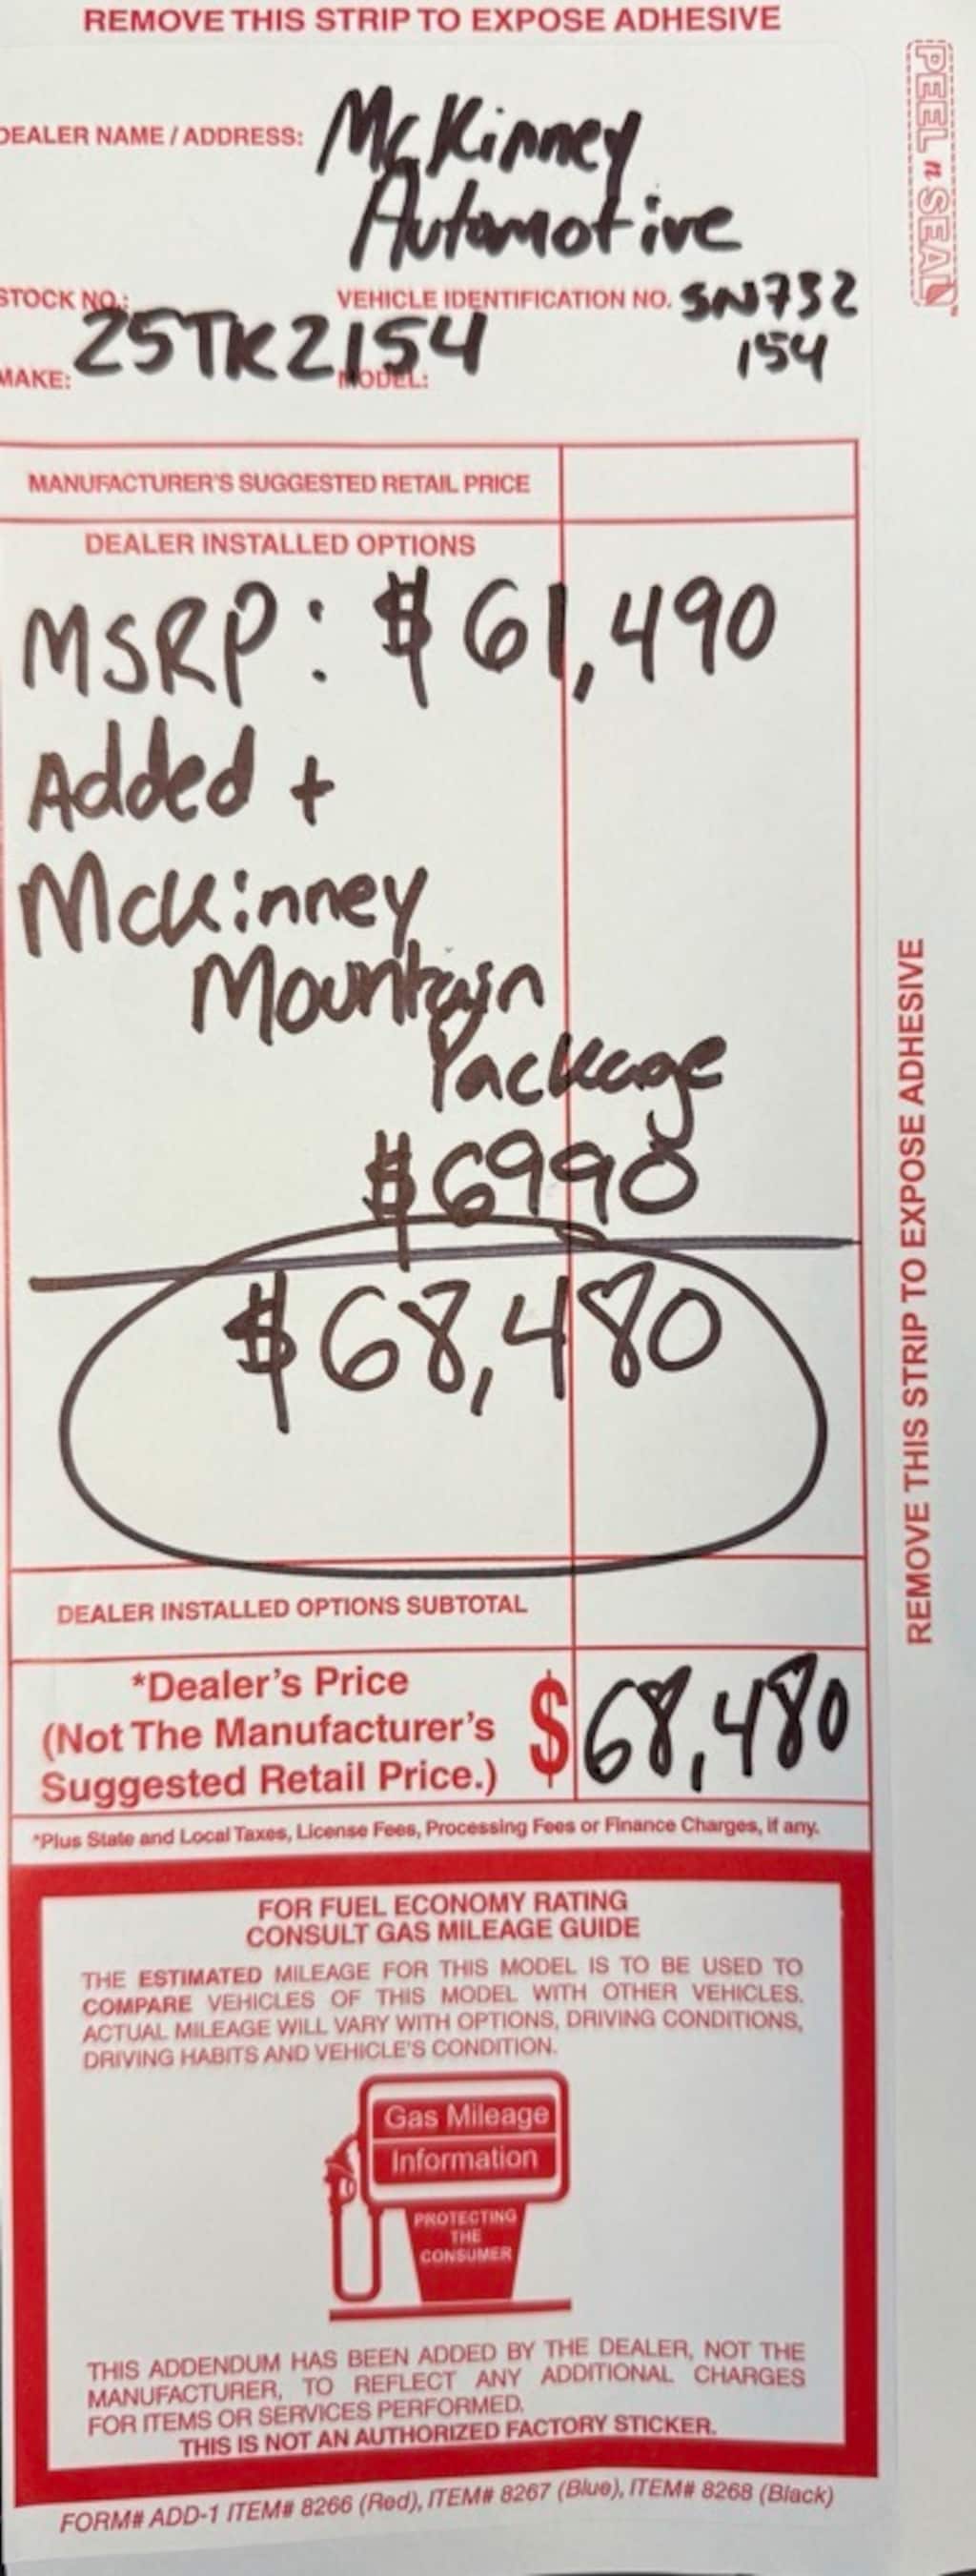 REMOVE THIS STRIP TO EXPOSE ADHESIVE
PEEL n SEAL™
DEALER NAME / ADDRESS: McKinney
Automotive
STOCK NO.: 25TK2154
VEHICLE IDENTIFICATION NO. SN732
154
MAKE:
MODEL:
MANUFACTURER'S SUGGESTED RETAIL PRICE
DEALER INSTALLED OPTIONS
MSRP: $61,490
Added +
McKinney
Mountain
Package
$6990
$68,480
REMOVE THIS STRIP TO EXPOSE ADHESIVE
DEALER INSTALLED OPTIONS SUBTOTAL
*Dealer's Price
(Not The Manufacturer's
Suggested Retail Price.) $68,480
*Plus State and Local Taxes, License Fees, Processing Fees or Finance Charges, if any.
FOR FUEL ECONOMY RATING
CONSULT GAS MILEAGE GUIDE
THE ESTIMATED MILEAGE FOR THIS MODEL IS TO BE USED TO
COMPARE VEHICLES OF THIS MODEL WITH OTHER VEHICLES.
ACTUAL MILEAGE WILL VARY WITH OPTIONS, DRIVING CONDITIONS,
DRIVING HABITS AND VEHICLE'S CONDITION.
Gas Mileage
Information
PROTECTING
THE
CONSUMER
THIS ADDENDUM HAS BEEN ADDED BY THE DEALER, NOT THE
MANUFACTURER, TO REFLECT ANY ADDITIONAL CHARGES
FOR ITEMS OR SERVICES PERFORMED.
THIS IS NOT AN AUTHORIZED FACTORY STICKER.
FORM# ADD-1 ITEM# 8266 (Red), ITEM# 8267 (Blue), ITEM# 8268 (Black)